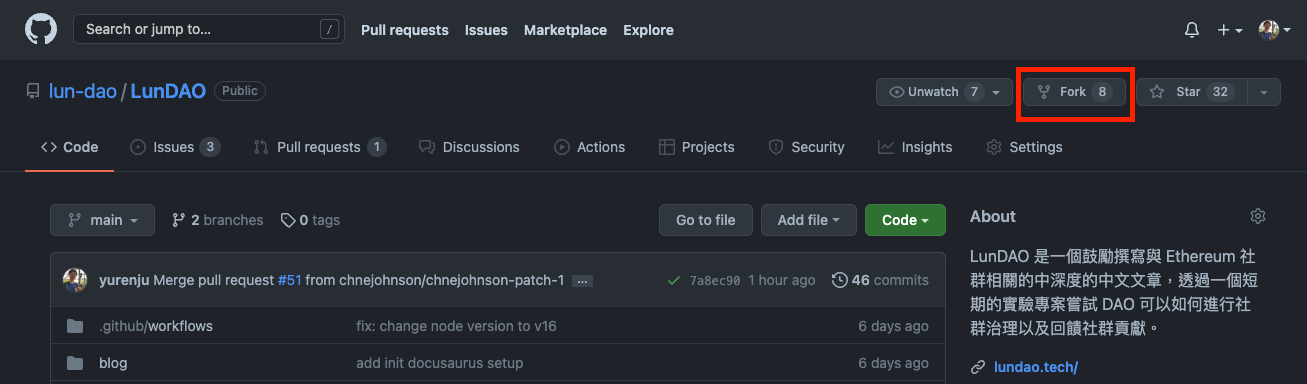 Search or jump to... / Pull requests Issues Marketplace Explore
lun-dao / LunDAO Public Unwatch 7 Fork 8 Star 32
Code Issues 3 Pull requests 1 Discussions Actions Projects Security Insights Settings
main 2 branches 0 tags Go to file Add file Code
yurenju Merge pull request #51 from chnejohnson/chnejohnson-patch-1 ... 7a8ec90 1 hour ago 46 commits
.github/workflows fix: change node version to v16 6 days ago
blog add init docusaurus setup 6 days ago
About
LunDAO 是一個鼓勵撰寫與 Ethereum 社
群相關的中深度的中文文章，透過一個短
期的實驗專案嘗試 DAO 可以如何進行社
群治理以及回饋社群貢獻。
lundao.tech/